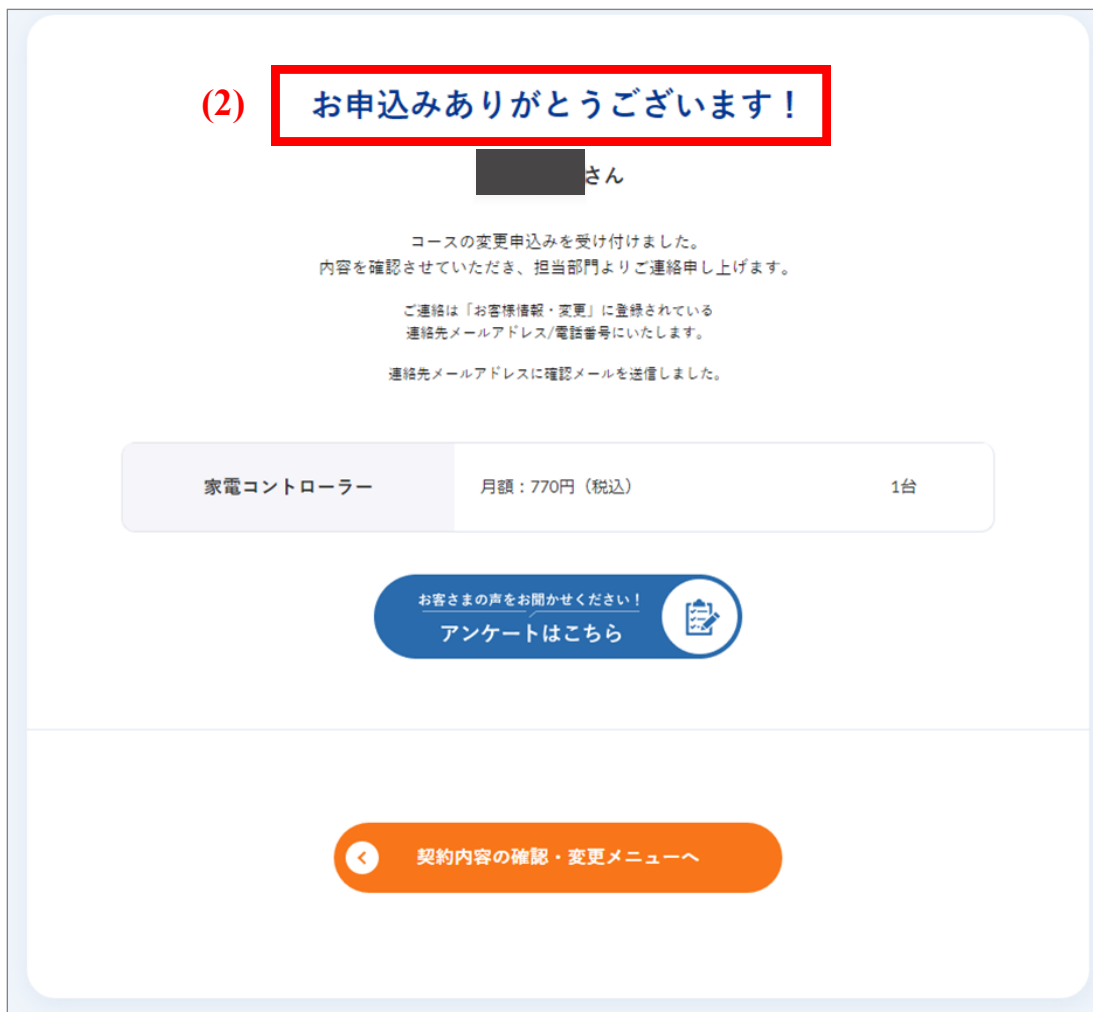 (2) お申込みありがとうございます！
さん
コースの変更申込みを受け付けました。
内容を確認させていただき、担当部門よりご連絡申し上げます。
ご連絡は「お客様情報・変更」に登録されている
連絡先メールアドレス/電話番号にいたします。
連絡先メールアドレスに確認メールを送信しました。
家電コントローラー 月額：770円（税込） 1台
お客さまの声をお聞かせください！
アンケートはこちら
契約内容の確認・変更メニューへ